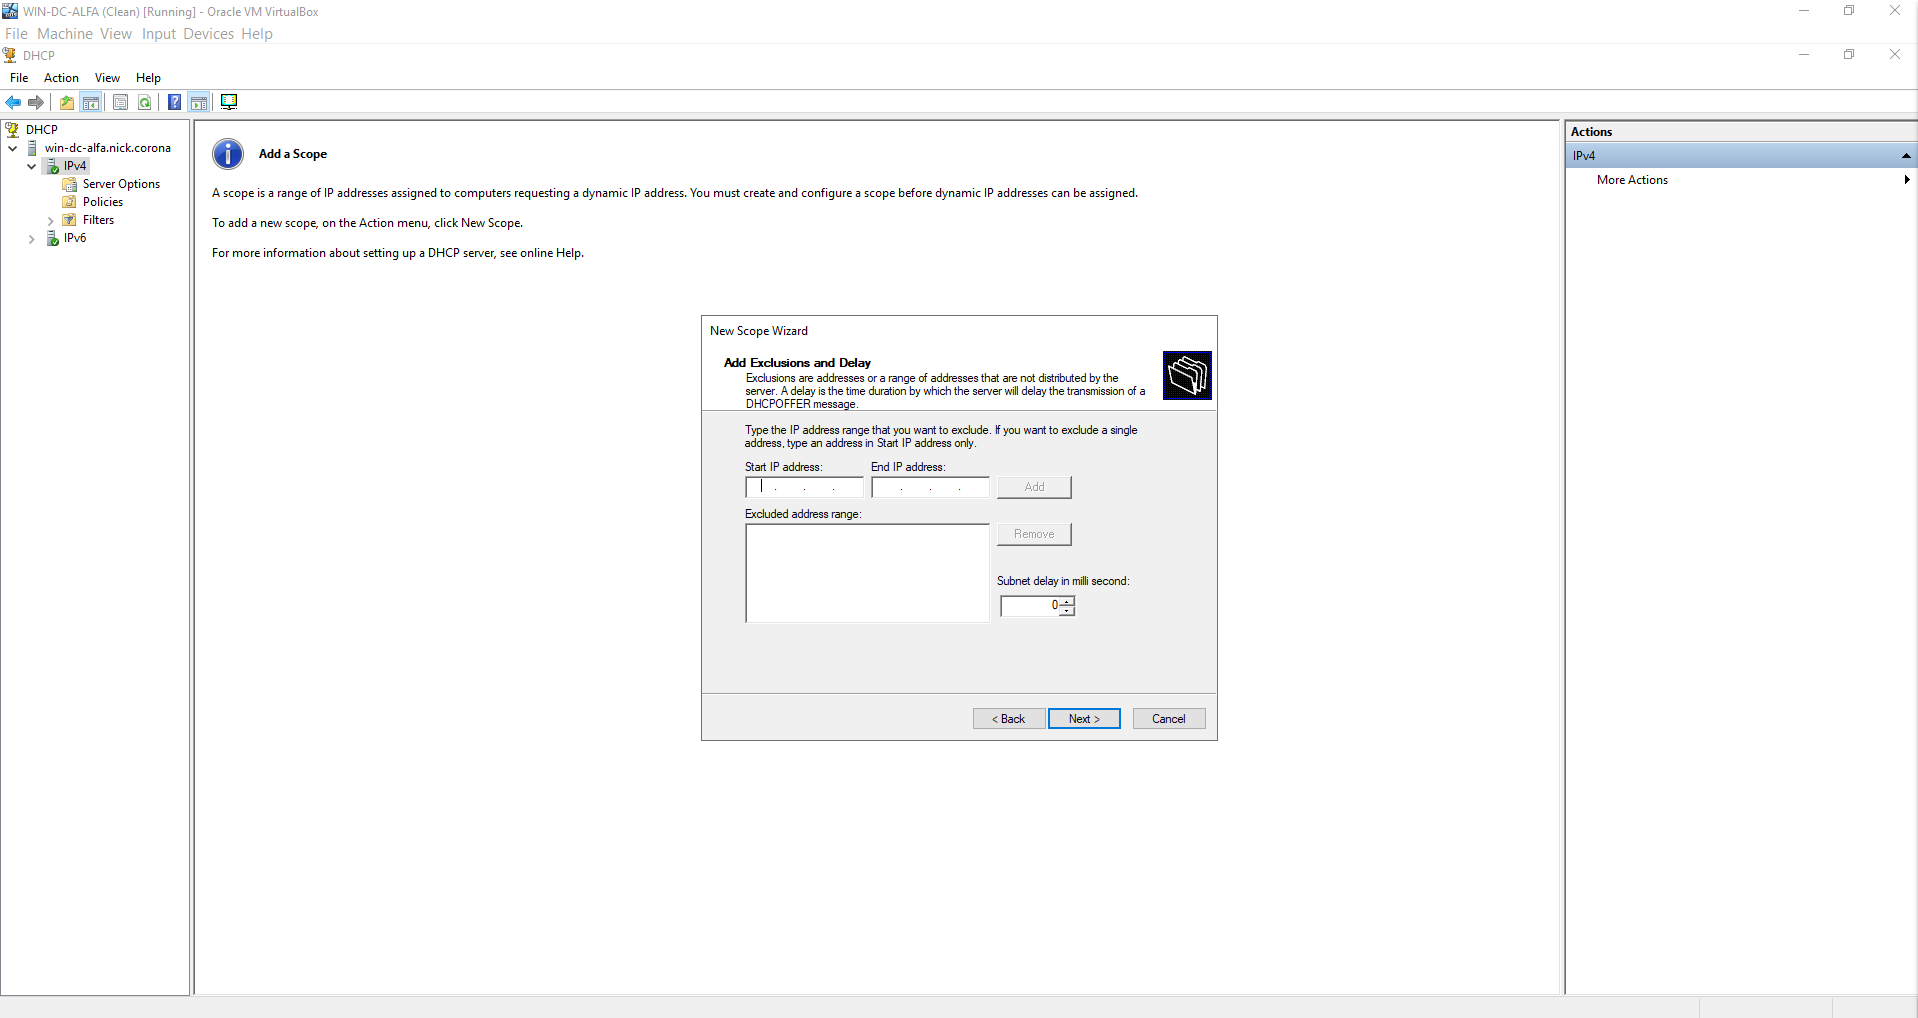 WIN-DC-ALFA (Clean) [Running] - Oracle VM VirtualBox
File Machine View Input Devices Help
DHCP
File Action View Help
DHCP
win-dc-alfa.nick.corona
IPv4
Server Options
Policies
Filters
IPv6
Add a Scope
A scope is a range of IP addresses assigned to computers requesting a dynamic IP address. You must create and configure a scope before dynamic IP addresses can be assigned.
To add a new scope, on the Action menu, click New Scope.
For more information about setting up a DHCP server, see online Help.
New Scope Wizard
Add Exclusions and Delay
Exclusions are addresses or a range of addresses that are not distributed by the
server. A delay is the time duration by which the server will delay the transmission of a
DHCPOFFER message.
Type the IP address range that you want to exclude. If you want to exclude a single
address, type an address in Start IP address only.
Start IP address: End IP address:
. . . . . . Add
Excluded address range:
Remove
Subnet delay in milli second:
0
< Back Next > Cancel
Actions
IPv4
More Actions